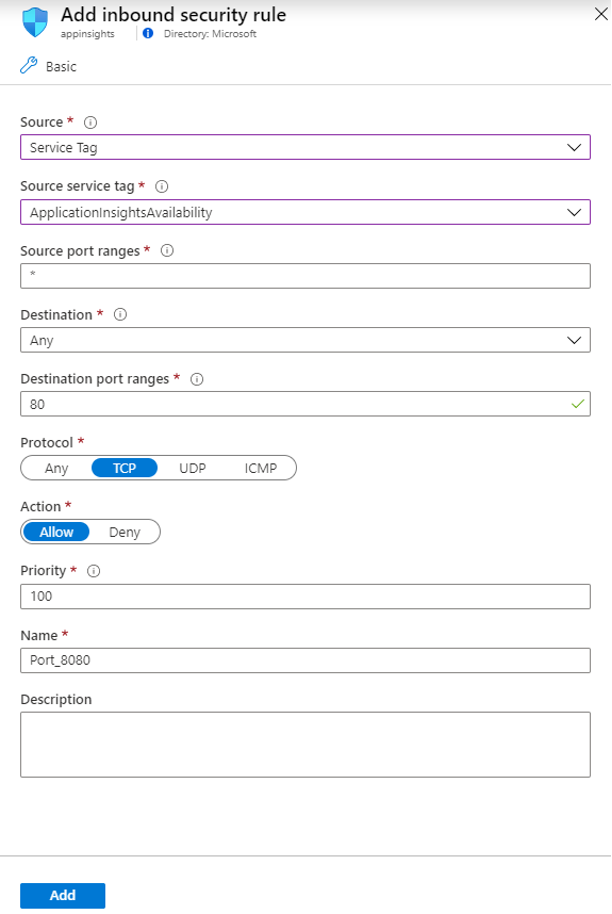 Add inbound security rule
appinsights
Directory: Microsoft
Basic
Source *
Service Tag
Source service tag *
ApplicationInsightsAvailability
Source port ranges *
*
Destination *
Any
Destination port ranges *
80
Protocol *
Any TCP UDP ICMP
Action *
Allow Deny
Priority *
100
Name *
Port_8080
Description
Add